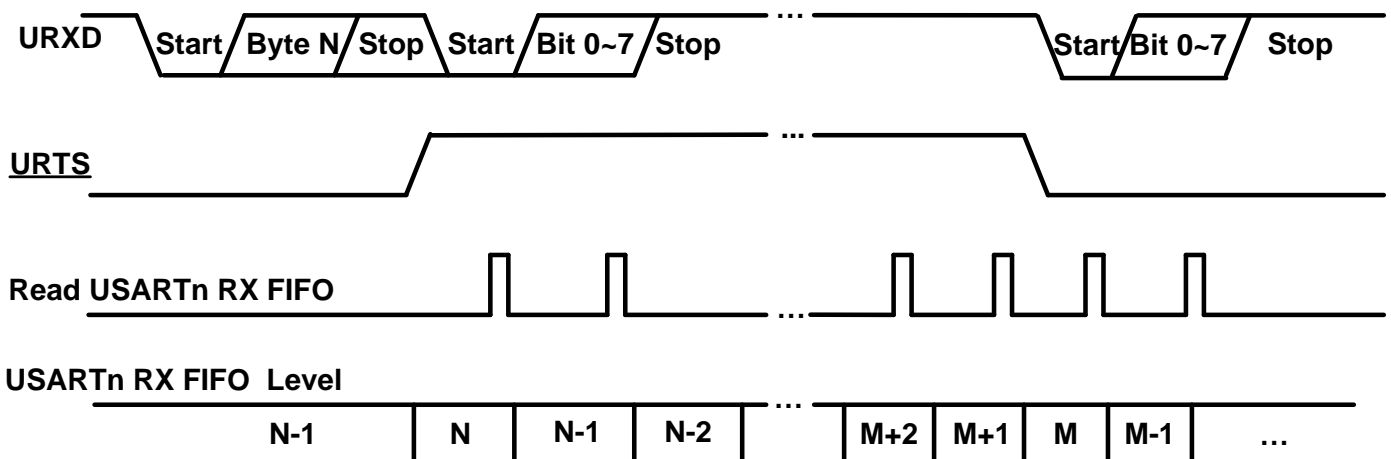 URXD Start Byte N Stop Start Bit 0~7 Stop ... Start Bit 0~7 Stop
URTS ...
Read USARTn RX FIFO ...
USARTn RX FIFO Level
N-1 N N-1 N-2 ... M+2 M+1 M M-1 ...